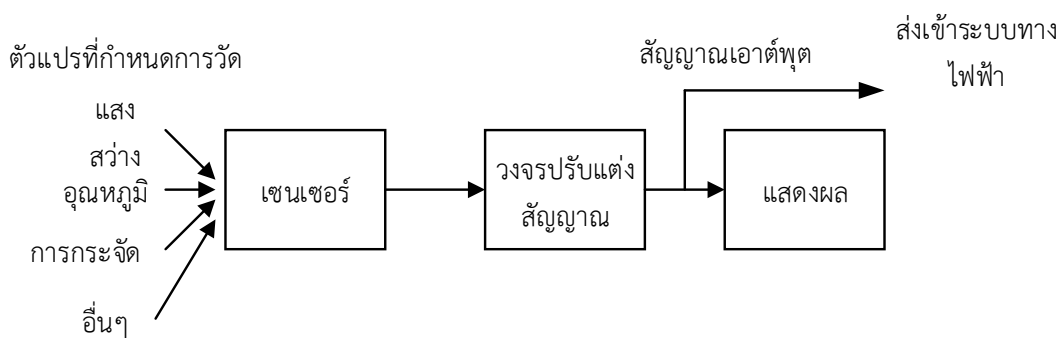 ส่งเข้าระบบทาง
ไฟฟ้า
สัญญาณเอาต์พุต
ตัวแปรที่กำหนดการวัด
แสง
สว่าง
อุณหภูมิ
การกระจัด
อื่นๆ
เซนเซอร์
วงจรปรับแต่ง
สัญญาณ
แสดงผล